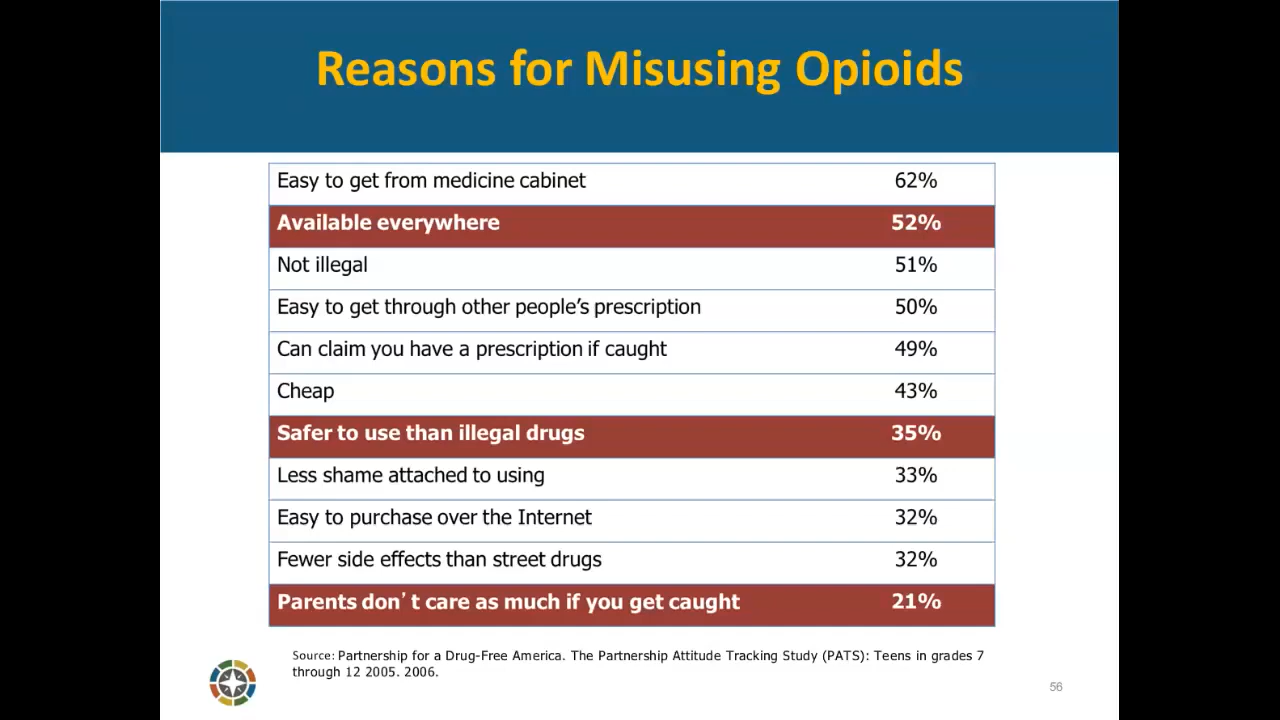 Reasons for Misusing Opioids
Easy to get from medicine cabinet 62%
Available everywhere 52%
Not illegal 51%
Easy to get through other people’s prescription 50%
Can claim you have a prescription if caught 49%
Cheap 43%
Safer to use than illegal drugs 35%
Less shame attached to using 33%
Easy to purchase over the Internet 32%
Fewer side effects than street drugs 32%
Parents don’t care as much if you get caught 21%
Source: Partnership for a Drug-Free America. The Partnership Attitude Tracking Study (PATS): Teens in grades 7
through 12 2005. 2006.
56